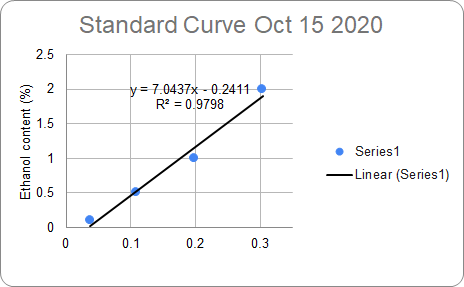 Standard Curve Oct 15 2020
2.5
y = 7.0437x - 0.2411
R² = 0.9798
2
1.5
1
0.5
0
Ethanol content (%)
0
0.1
0.2
0.3
Series1
Linear (Series1)